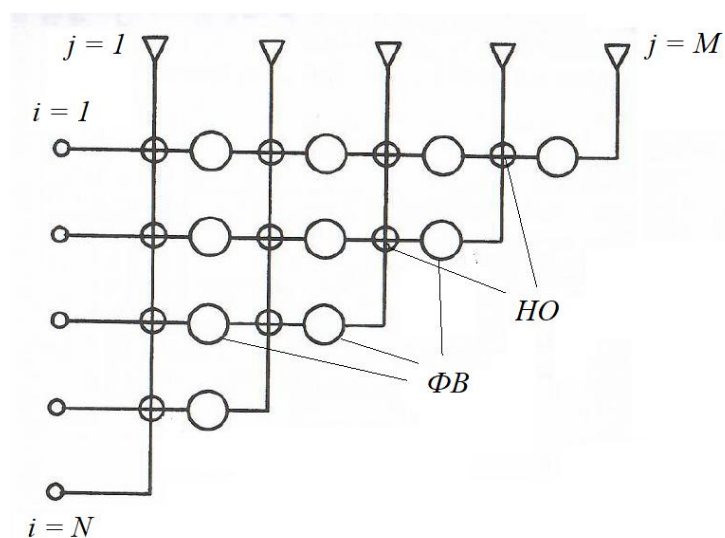 j = 1
j = M
i = 1
НО
ФВ
i = N